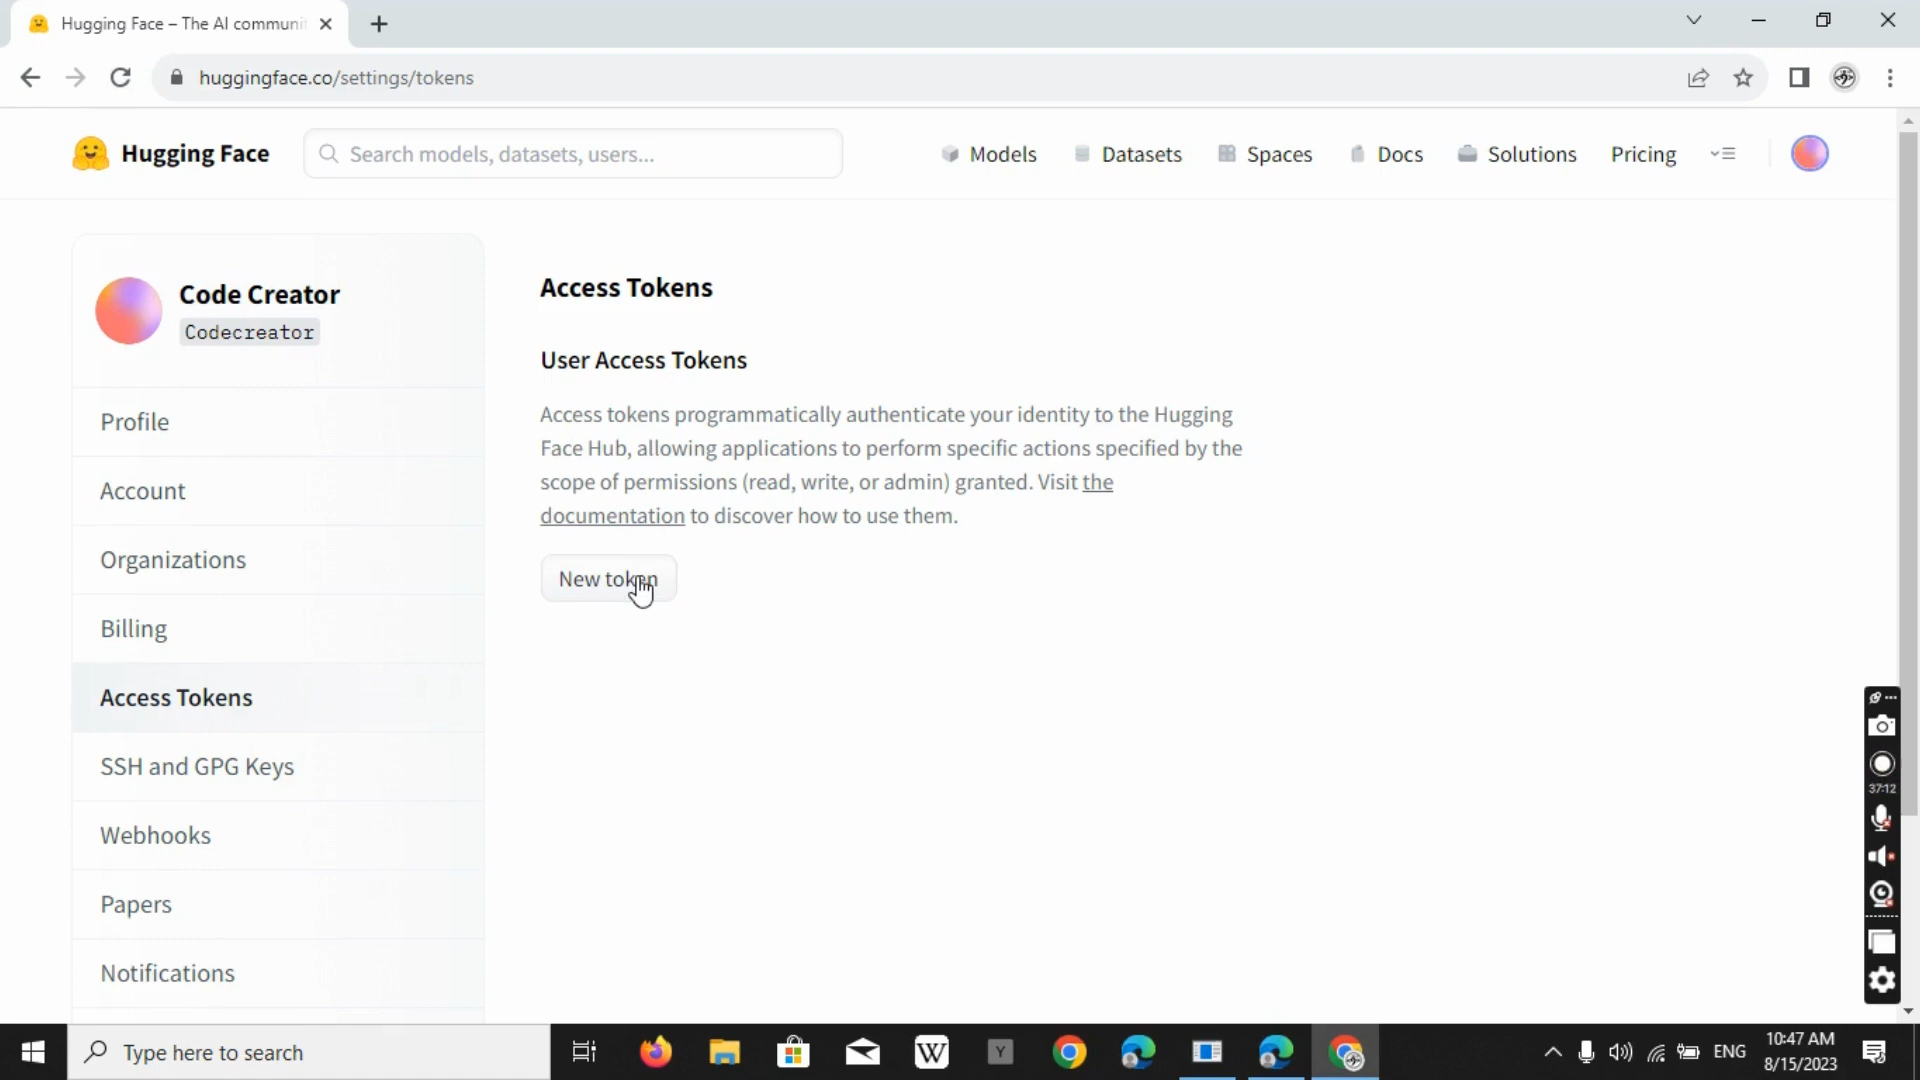 Hugging Face – The AI communi
huggingface.co/settings/tokens
Hugging Face
Search models, datasets, users...
Models
Datasets
Spaces
Docs
Solutions
Pricing
Code Creator
Codecreator
Profile
Account
Organizations
Billing
Access Tokens
SSH and GPG Keys
Webhooks
Papers
Notifications
Access Tokens
User Access Tokens
Access tokens programmatically authenticate your identity to the Hugging
Face Hub, allowing applications to perform specific actions specified by the
scope of permissions (read, write, or admin) granted. Visit the
documentation to discover how to use them.
New token
37:12
Type here to search
W
Y
ENG
10:47 AM
8/15/2023